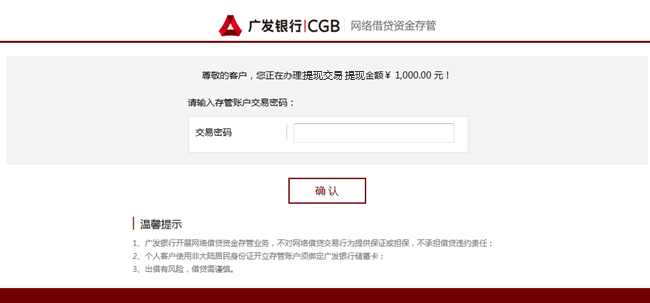 广发银行|CGB 网络借贷资金存管
尊敬的客户，您正在办理提现交易 提现金额￥ 1,000.00 元！
请输入存管账户交易密码：
交易密码
确 认
温馨提示
1、广发银行开展网络借贷资金存管业务，不对网络借贷交易行为提供保证或担保，不承担借贷违约责任；
2、个人客户使用非大陆居民身份证开立存管账户须绑定广发银行储蓄卡；
3、出借有风险，借贷需谨慎。